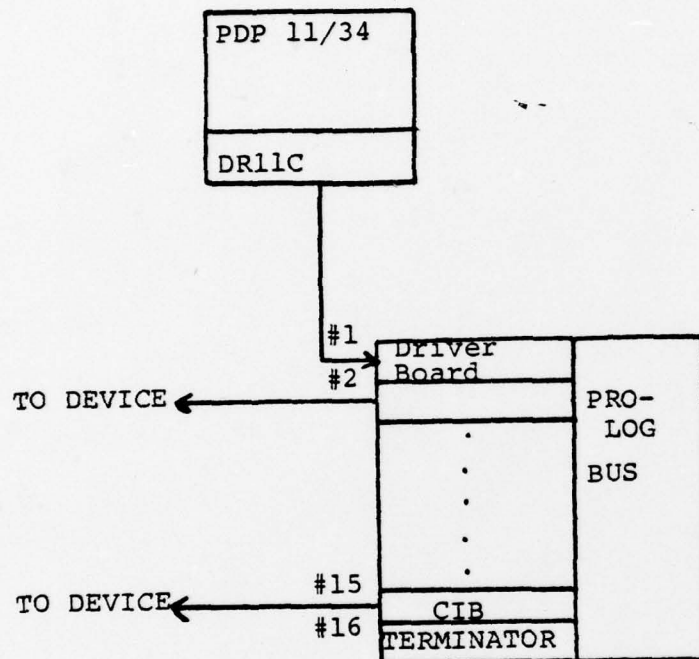 PDP 11/34
DR11C
#1
Driver
Board
#2
TO DEVICE
PRO-
LOG
BUS
#15
TO DEVICE
CIB
#16
TERMINATOR